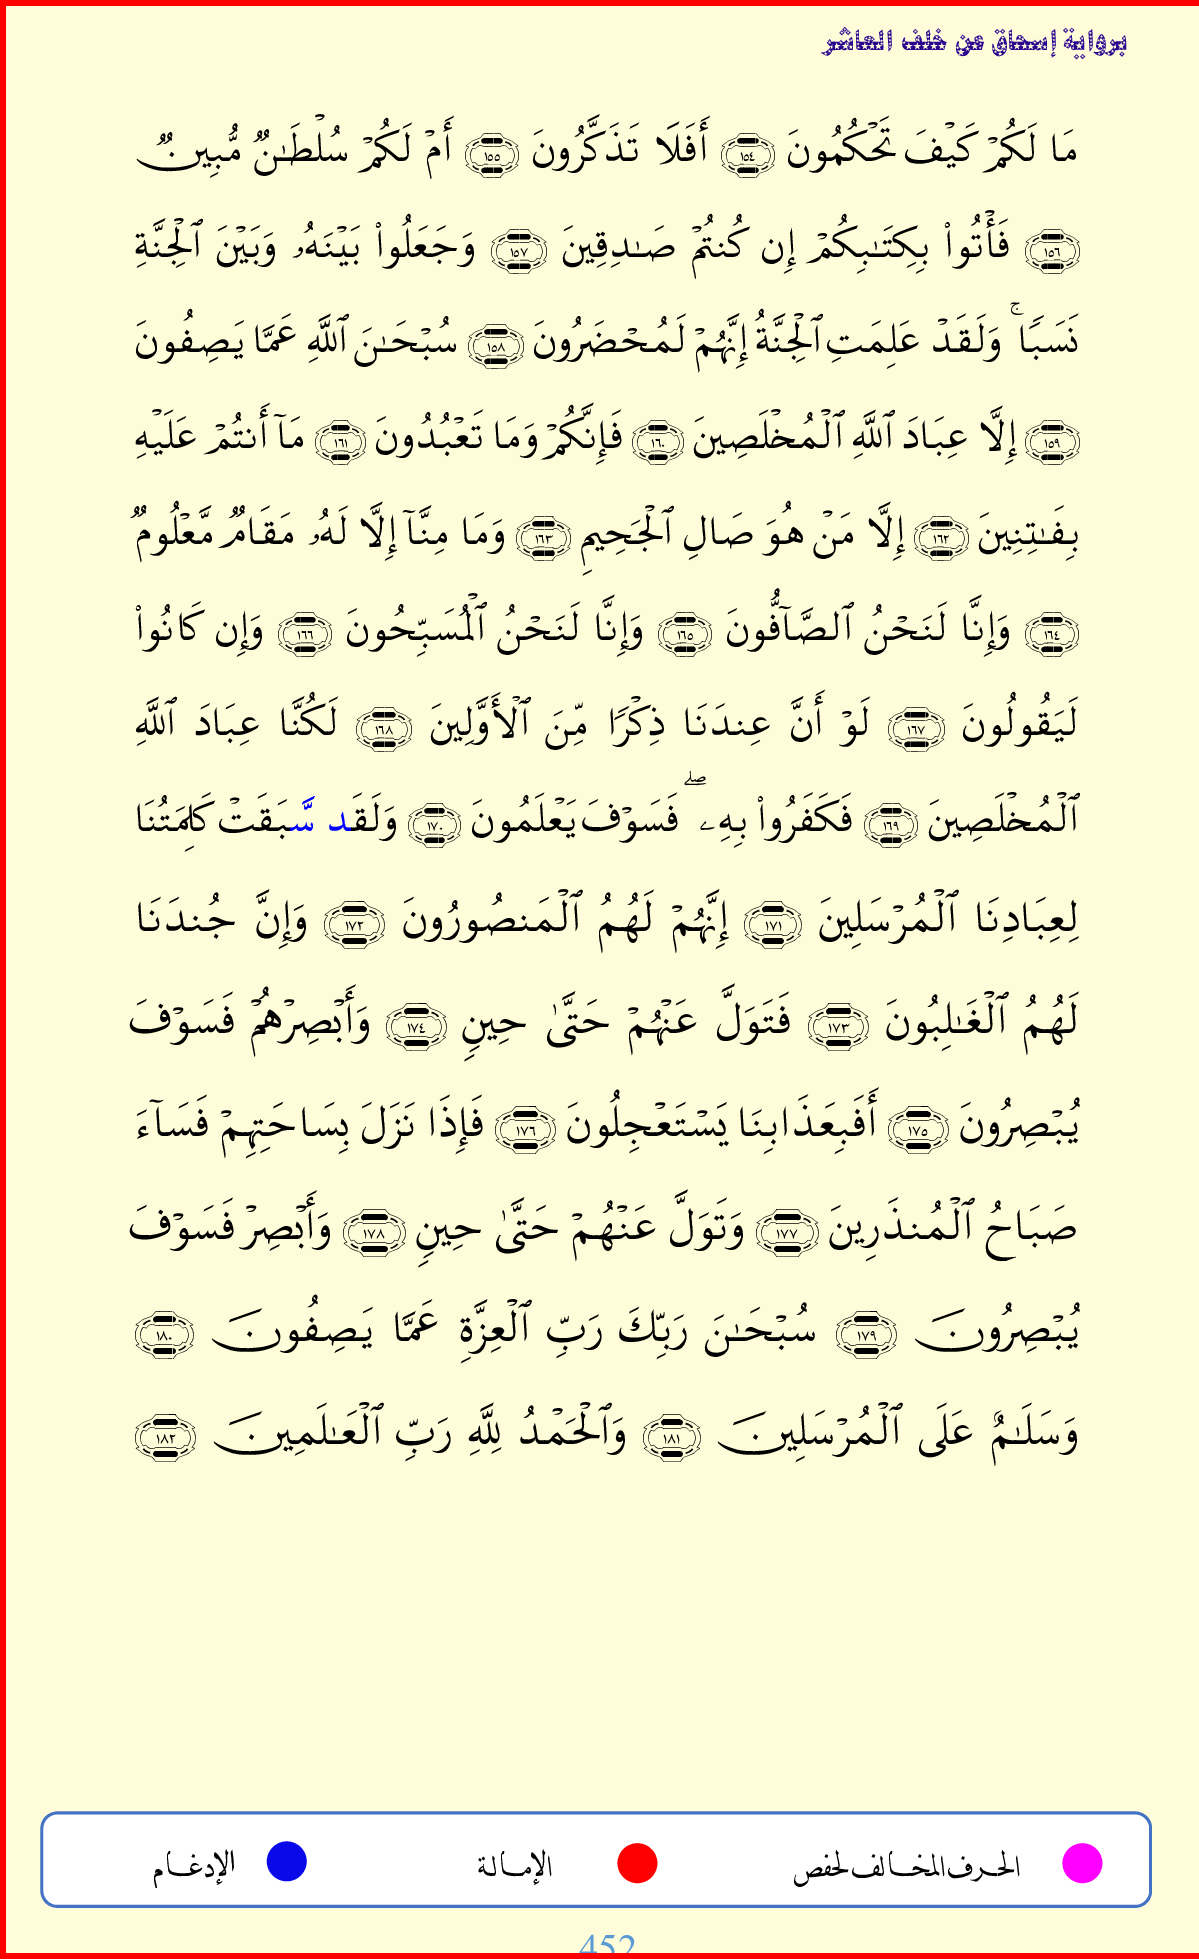 برواية إسحاق عن خلف العاشر
مَا لَكُمْ كَيْفَ تَحْكُمُونَ ١٥٤ أَفَلَا تَذَكَّرُونَ ١٥٥ أَمْ لَكُمْ سُلْطَٰنٌ مُّبِينٌ
١٥٦ فَأْتُوا۟ بِكِتَٰبِكُمْ إِن كُنتُمْ صَٰدِقِينَ ١٥٧ وَجَعَلُوا۟ بَيْنَهُۥ وَبَيْنَ ٱلْجِنَّةِ
نَسَبًاۚ وَلَقَدْ عَلِمَتِ ٱلْجِنَّةُ إِنَّهُمْ لَمُحْضَرُونَ ١٥٨ سُبْحَٰنَ ٱللَّهِ عَمَّا يَصِفُونَ
١٥٩ إِلَّا عِبَادَ ٱللَّهِ ٱلْمُخْلَصِينَ ١٦٠ فَإِنَّكُمْ وَمَا تَعْبُدُونَ ١٦١ مَآ أَنتُمْ عَلَيْهِ
بِفَٰتِنِينَ ١٦٢ إِلَّا مَنْ هُوَ صَالِ ٱلْجَحِيمِ ١٦٣ وَمَا مِنَّآ إِلَّا لَهُۥ مَقَامٌ مَّعْلُومٌ
١٦٤ وَإِنَّا لَنَحْنُ ٱلصَّآفُّونَ ١٦٥ وَإِنَّا لَنَحْنُ ٱلْمُسَبِّحُونَ ١٦٦ وَإِن كَانُوا۟
لَيَقُولُونَ ١٦٧ لَوْ أَنَّ عِندَنَا ذِكْرًا مِّنَ ٱلْأَوَّلِينَ ١٦٨ لَكُنَّا عِبَادَ ٱللَّهِ
ٱلْمُخْلَصِينَ ١٦٩ فَكَفَرُوا۟ بِهِۦۖ فَسَوْفَ يَعْلَمُونَ ١٧٠ وَلَقَد سَّبَقَتْ كَلِمَتُنَا
لِعِبَادِنَا ٱلْمُرْسَلِينَ ١٧١ إِنَّهُمْ لَهُمُ ٱلْمَنصُورُونَ ١٧٢ وَإِنَّ جُندَنَا
لَهُمُ ٱلْغَٰلِبُونَ ١٧٣ فَتَوَلَّ عَنْهُمْ حَتَّىٰ حِينٍ ١٧٤ وَأَبْصِرْهُمْ فَسَوْفَ
يُبْصِرُونَ ١٧٥ أَفَبِعَذَابِنَا يَسْتَعْجِلُونَ ١٧٦ فَإِذَا نَزَلَ بِسَاحَتِهِمْ فَسَآءَ
صَبَاحُ ٱلْمُنذَرِينَ ١٧٧ وَتَوَلَّ عَنْهُمْ حَتَّىٰ حِينٍ ١٧٨ وَأَبْصِرْ فَسَوْفَ
يُبْصِرُونَ ١٧٩ سُبْحَٰنَ رَبِّكَ رَبِّ ٱلْعِزَّةِ عَمَّا يَصِفُونَ ١٨٠
وَسَلَٰمٌ عَلَى ٱلْمُرْسَلِينَ ١٨١ وَٱلْحَمْدُ لِلَّهِ رَبِّ ٱلْعَٰلَمِينَ ١٨٢
الحرف المخالف لحفص الإمالة الإدغام
452